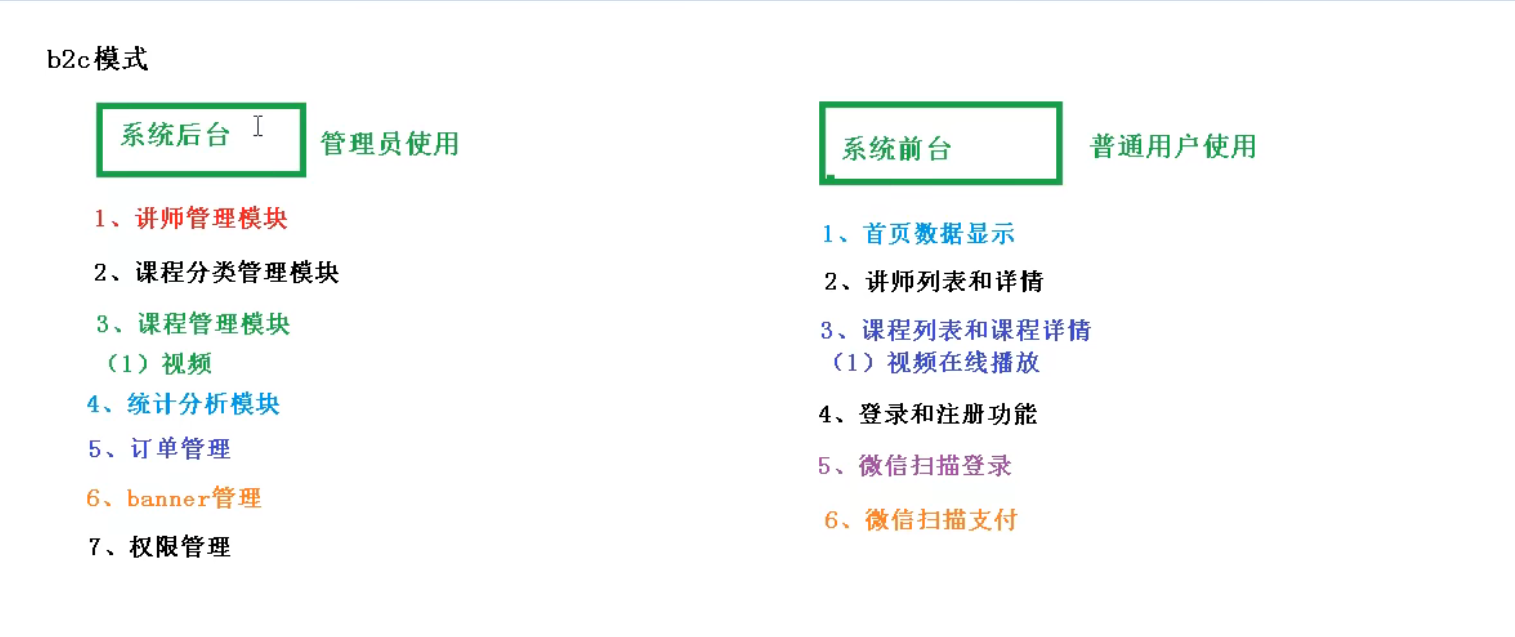 b2c模式
系统后台
管理员使用
1、讲师管理模块
2、课程分类管理模块
3、课程管理模块
（1）视频
4、统计分析模块
5、订单管理
6、banner管理
7、权限管理
系统前台
普通用户使用
1、首页数据显示
2、讲师列表和详情
3、课程列表和课程详情
（1）视频在线播放
4、登录和注册功能
5、微信扫描登录
6、微信扫描支付